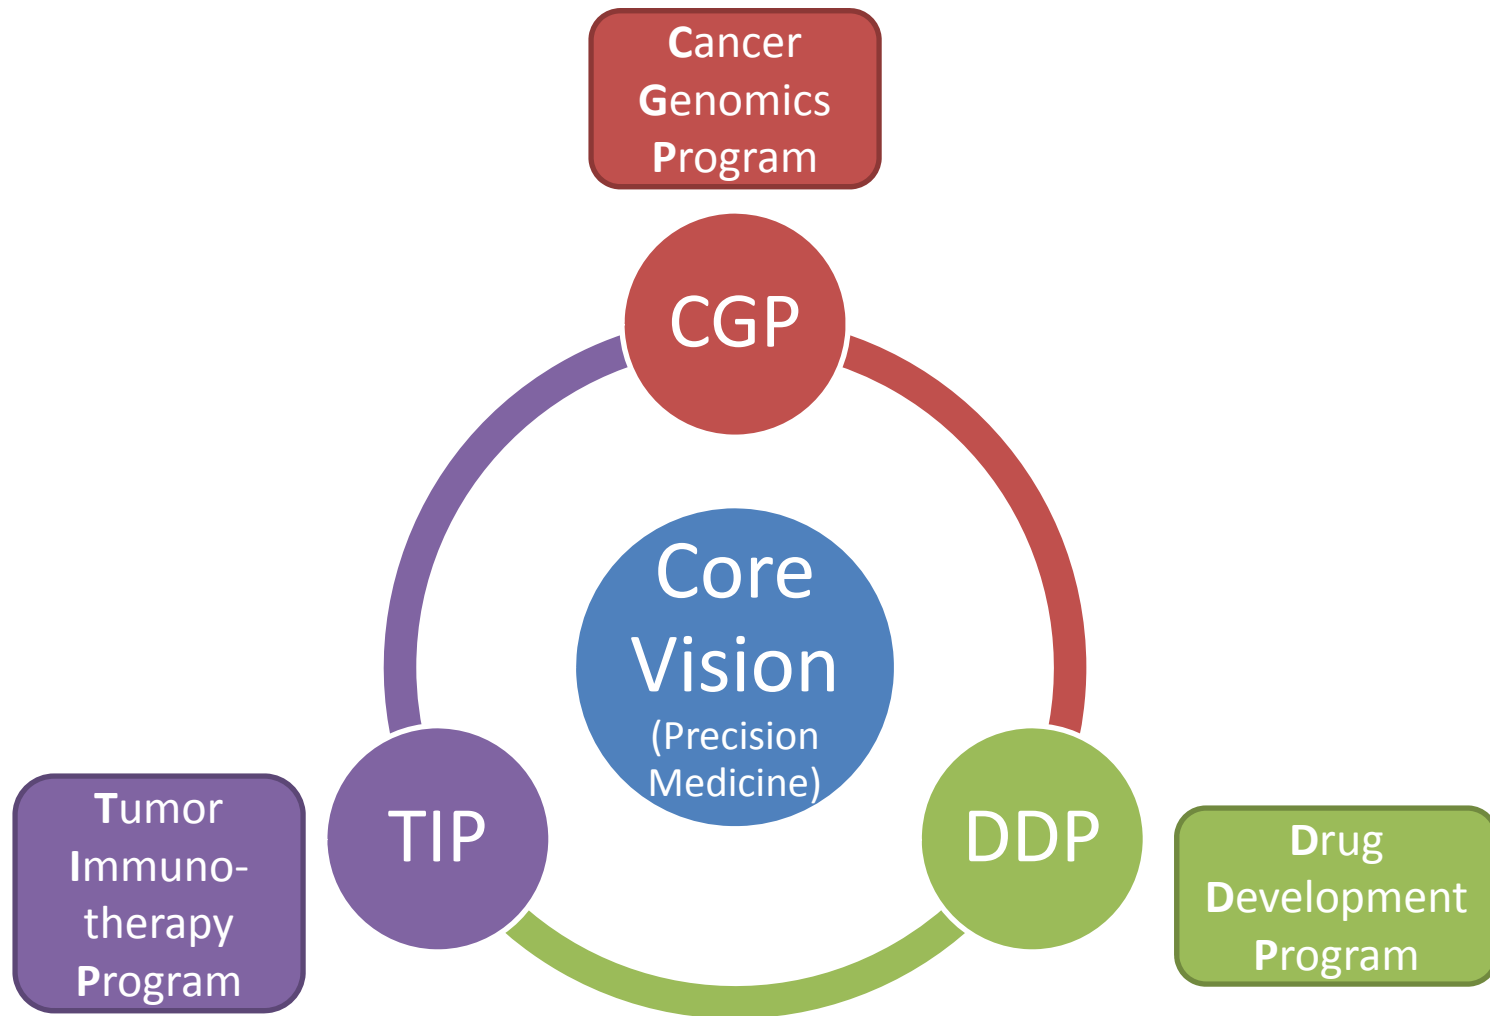 Cancer
Genomics
Program
CGP
Core
Vision
(Precision
Medicine)
TIP
DDP
Tumor
Immuno-
therapy
Program
Drug
Development
Program